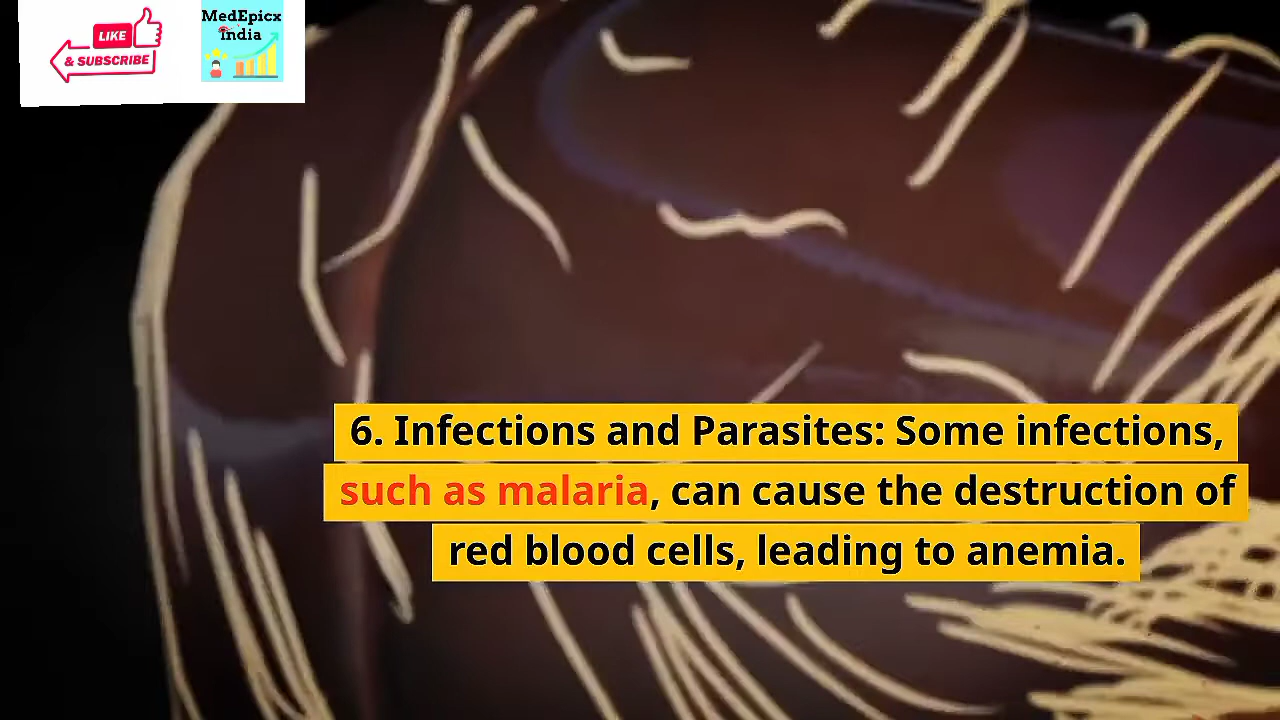 LIKE
& SUBSCRIBE
MedEpicx
India
6. Infections and Parasites: Some infections,
such as malaria, can cause the destruction of
red blood cells, leading to anemia.